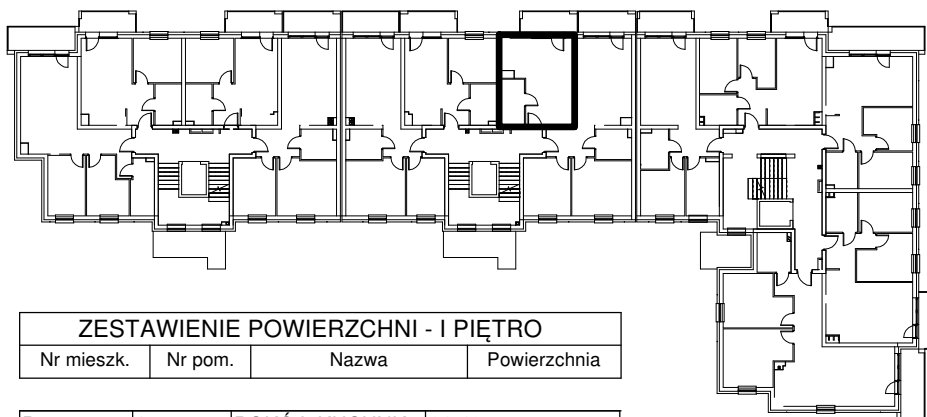 ZESTAWIENIE POWIERZCHNI - I PIĘTRO
Nr mieszk. Nr pom. Nazwa Powierzchnia